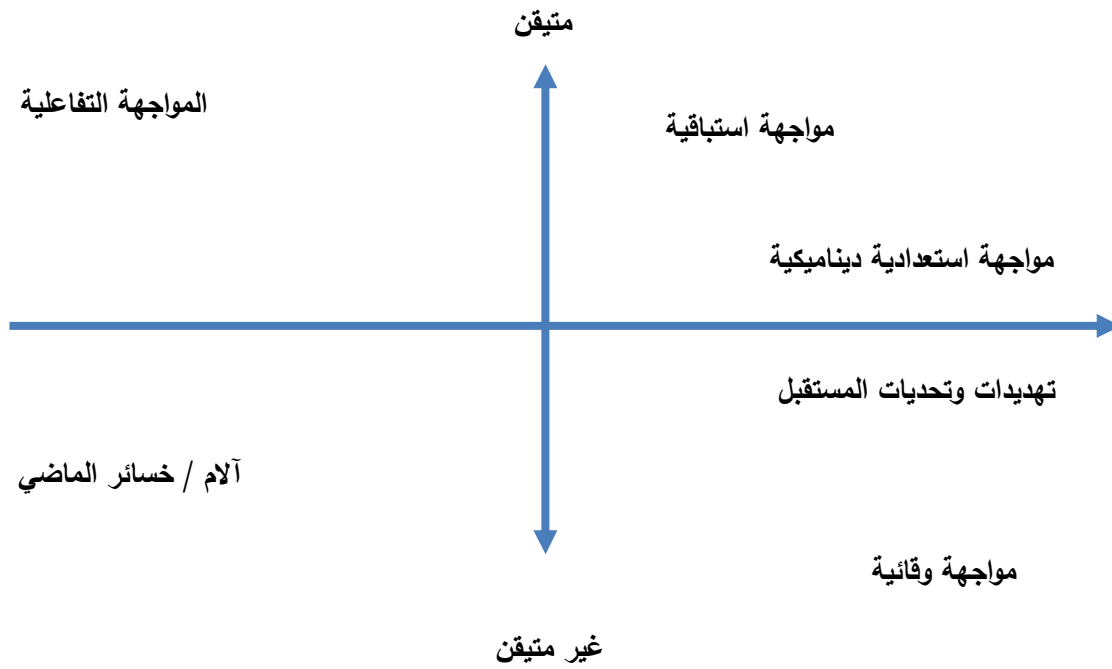 متيقن
المواجهة التفاعلية
مواجهة استباقية
مواجهة استعدادية ديناميكية
تهديدات وتحديات المستقبل
آلام / خسائر الماضي
مواجهة وقائية
غير متيقن